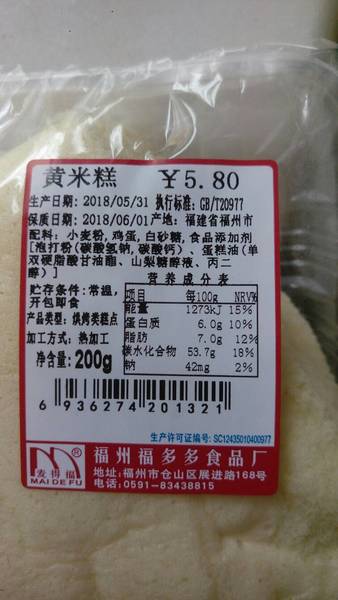 黄米糕 ￥5.80
生产日期: 2018/05/31 执行标准: GB/T20977
保质日期: 2018/06/01 产地: 福建省福州市
配料: 小麦粉,鸡蛋,白砂糖,食品添加剂
[泡打粉(碳酸氢钠,碳酸钙)、蛋糕油(单
双硬脂酸甘油酯、山梨糖醇液、丙二
醇)]
营养成分表
贮存条件:常温,
开包即食
产品类型: 烘烤类糕点
加工方式: 热加工
净含量: 200g
项目 每100g NRV%
能量 1273kJ 15%
蛋白质 6.0g 10%
脂肪 7.0g 12%
碳水化合物 53.7g 18%
钠 42mg 2%
6 936274 201321
生产许可证编号: SC12435010400977
麦得福®
MAIDEFU
福州福多多食品厂
地址:福州市仓山区展进路168号
电话:0591-83438815